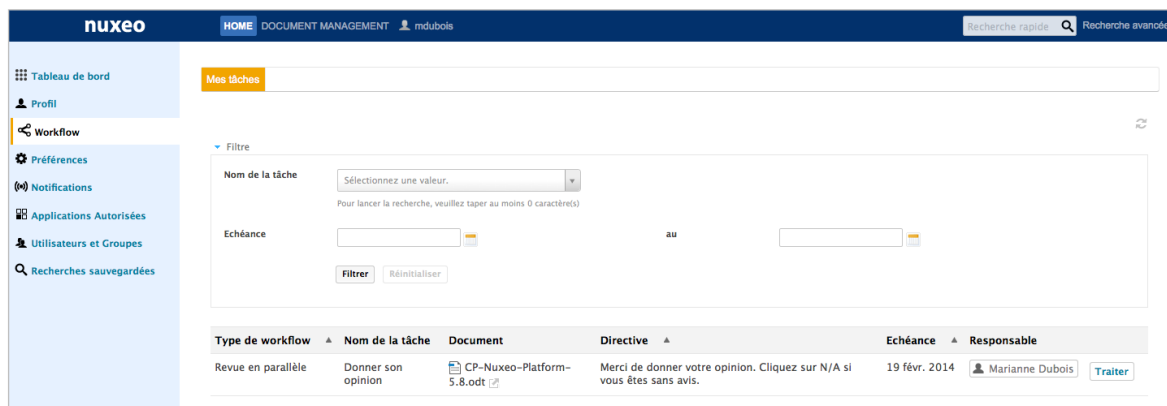 nuxeo
HOME DOCUMENT MANAGEMENT mdubois
Recherche rapide Recherche avancée
Tableau de bord
Profil
Workflow
Préférences
Notifications
Applications Autorisées
Utilisateurs et Groupes
Recherches sauvegardées
Mes tâches
Filtre
Nom de la tâche
Sélectionnez une valeur.
Pour lancer la recherche, veuillez taper au moins 0 caractère(s)
Echéance au
Filtrer Réinitialiser
Type de workflow Nom de la tâche Document Directive Echéance Responsable
Revue en parallèle Donner son CP-Nuxeo-Platform- Merci de donner votre opinion. Cliquez sur N/A si 19 févr. 2014 Marianne Dubois Traiter
opinion 5.8.odt vous êtes sans avis.